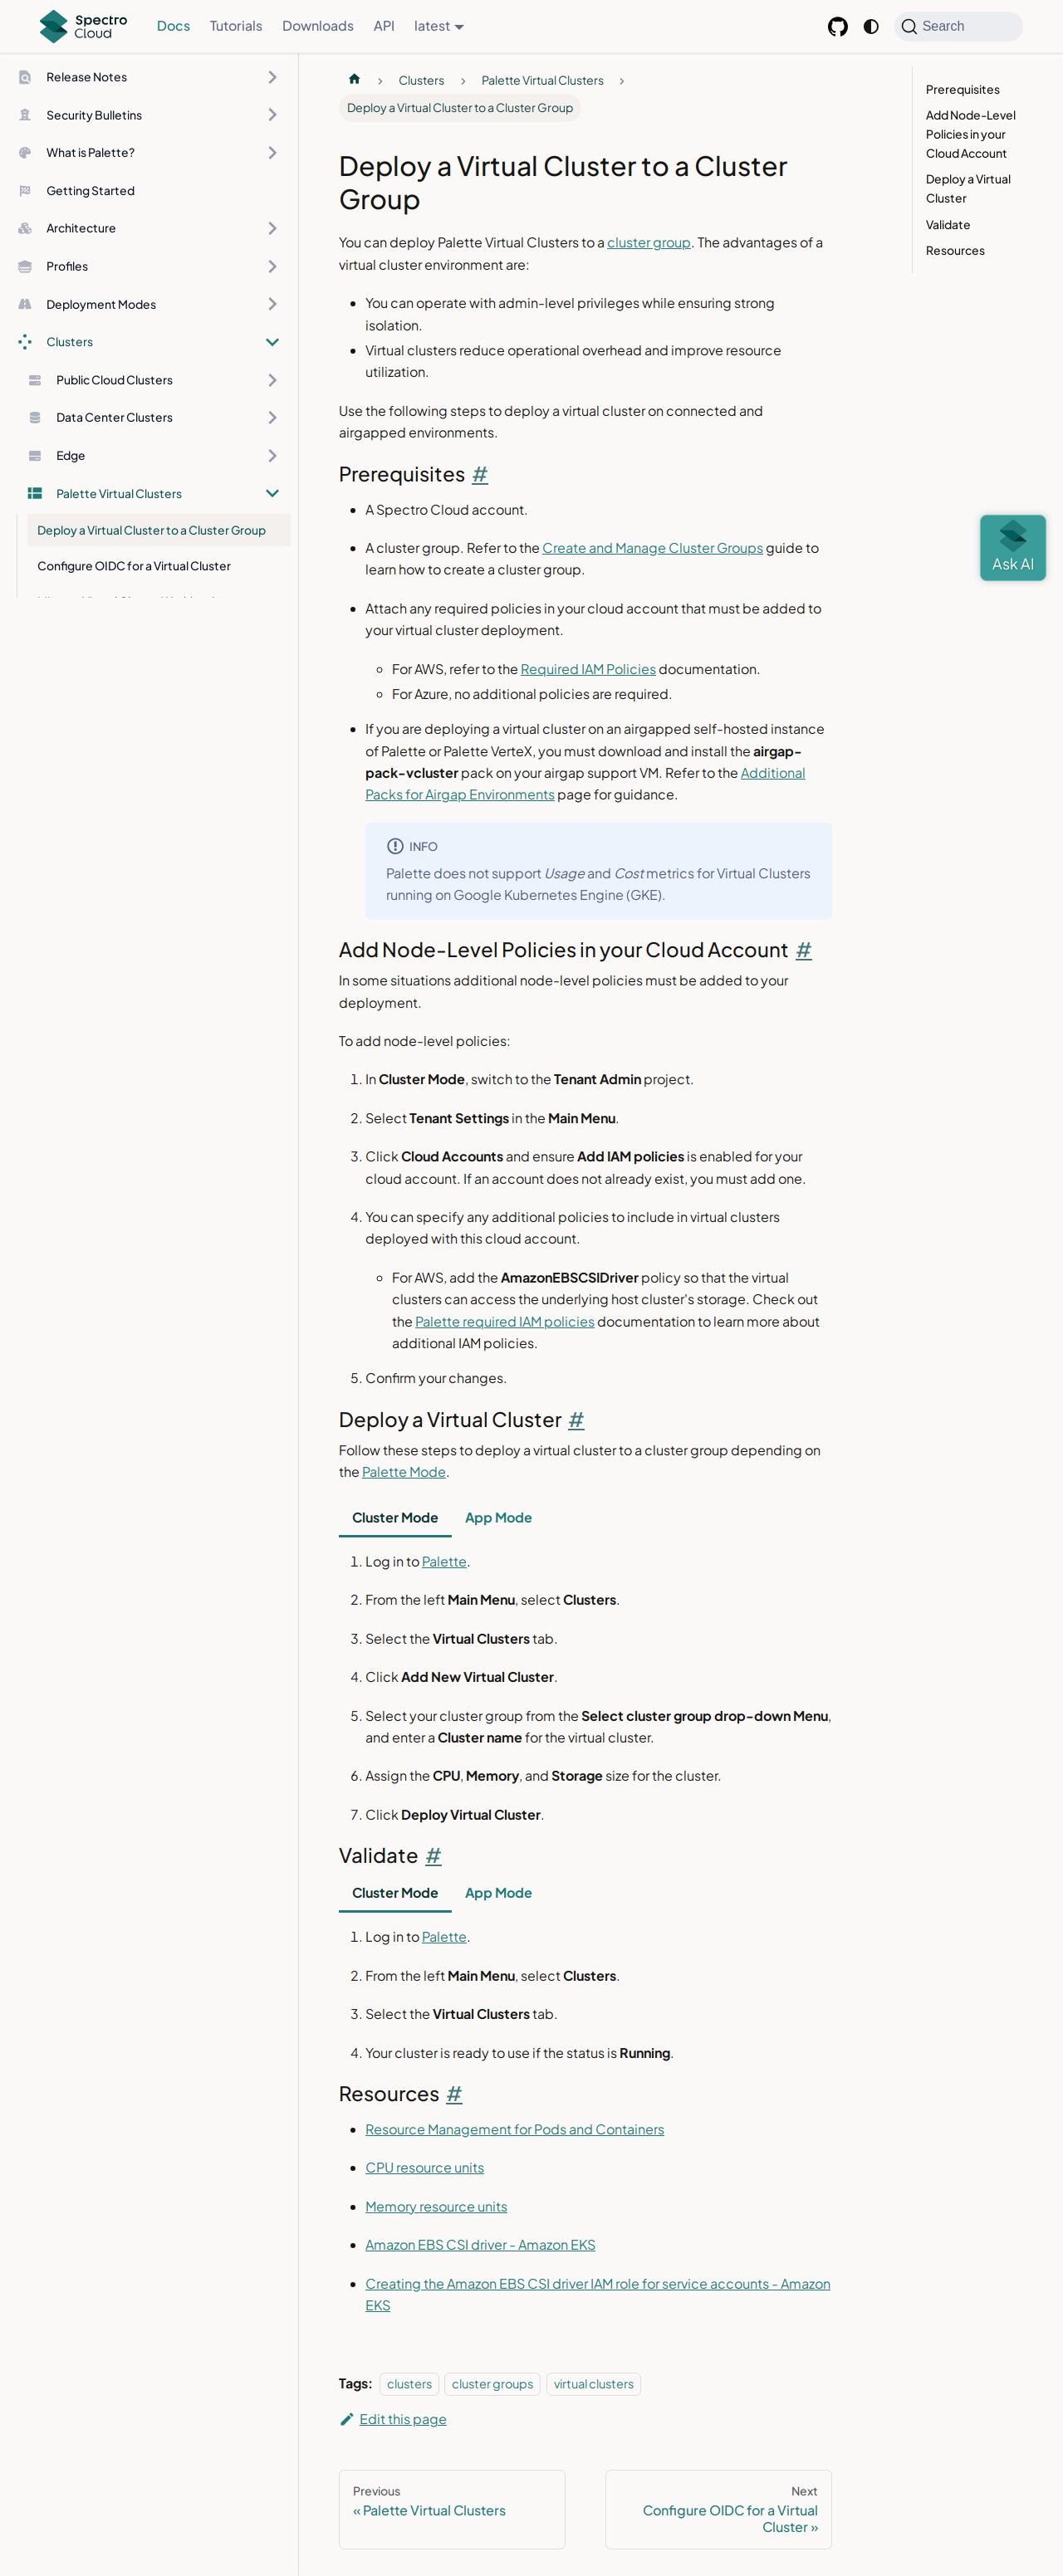 Spectro
Cloud
Docs
Tutorials
Downloads
API
latest
Search
Release Notes
Security Bulletins
What is Palette?
Getting Started
Architecture
Profiles
Deployment Modes
Clusters
Public Cloud Clusters
Data Center Clusters
Edge
Palette Virtual Clusters
Deploy a Virtual Cluster to a Cluster Group
Configure OIDC for a Virtual Cluster
Clusters
Palette Virtual Clusters
Deploy a Virtual Cluster to a Cluster Group
Deploy a Virtual Cluster to a Cluster
Group
You can deploy Palette Virtual Clusters to a cluster group. The advantages of a
virtual cluster environment are:
You can operate with admin-level privileges while ensuring strong
isolation.
Virtual clusters reduce operational overhead and improve resource
utilization.
Use the following steps to deploy a virtual cluster on connected and
airgapped environments.
Prerequisites #
A Spectro Cloud account.
A cluster group. Refer to the Create and Manage Cluster Groups guide to
learn how to create a cluster group.
Attach any required policies in your cloud account that must be added to
your virtual cluster deployment.
For AWS, refer to the Required IAM Policies documentation.
For Azure, no additional policies are required.
If you are deploying a virtual cluster on an airgapped self-hosted instance
of Palette or Palette VerteX, you must download and install the airgap-
pack-vcluster pack on your airgap support VM. Refer to the Additional
Packs for Airgap Environments page for guidance.
INFO
Palette does not support Usage and Cost metrics for Virtual Clusters
running on Google Kubernetes Engine (GKE).
Add Node-Level Policies in your Cloud Account #
In some situations additional node-level policies must be added to your
deployment.
To add node-level policies:
1. In Cluster Mode, switch to the Tenant Admin project.
2. Select Tenant Settings in the Main Menu.
3. Click Cloud Accounts and ensure Add IAM policies is enabled for your
cloud account. If an account does not already exist, you must add one.
4. You can specify any additional policies to include in virtual clusters
deployed with this cloud account.
For AWS, add the AmazonEBSCSIDriver policy so that the virtual
clusters can access the underlying host cluster's storage. Check out
the Palette required IAM policies documentation to learn more about
additional IAM policies.
5. Confirm your changes.
Deploy a Virtual Cluster #
Follow these steps to deploy a virtual cluster to a cluster group depending on
the Palette Mode.
Cluster Mode
App Mode
1. Log in to Palette.
2. From the left Main Menu, select Clusters.
3. Select the Virtual Clusters tab.
4. Click Add New Virtual Cluster.
5. Select your cluster group from the Select cluster group drop-down Menu,
and enter a Cluster name for the virtual cluster.
6. Assign the CPU, Memory, and Storage size for the cluster.
7. Click Deploy Virtual Cluster.
Validate #
Cluster Mode
App Mode
1. Log in to Palette.
2. From the left Main Menu, select Clusters.
3. Select the Virtual Clusters tab.
4. Your cluster is ready to use if the status is Running.
Resources #
Resource Management for Pods and Containers
CPU resource units
Memory resource units
Amazon EBS CSI driver - Amazon EKS
Creating the Amazon EBS CSI driver IAM role for service accounts - Amazon
EKS
Tags: clusters cluster groups virtual clusters
Edit this page
Previous
« Palette Virtual Clusters
Next
Configure OIDC for a Virtual
Cluster »
Prerequisites
Add Node-Level
Policies in your
Cloud Account
Deploy a Virtual
Cluster
Validate
Resources
Ask AI